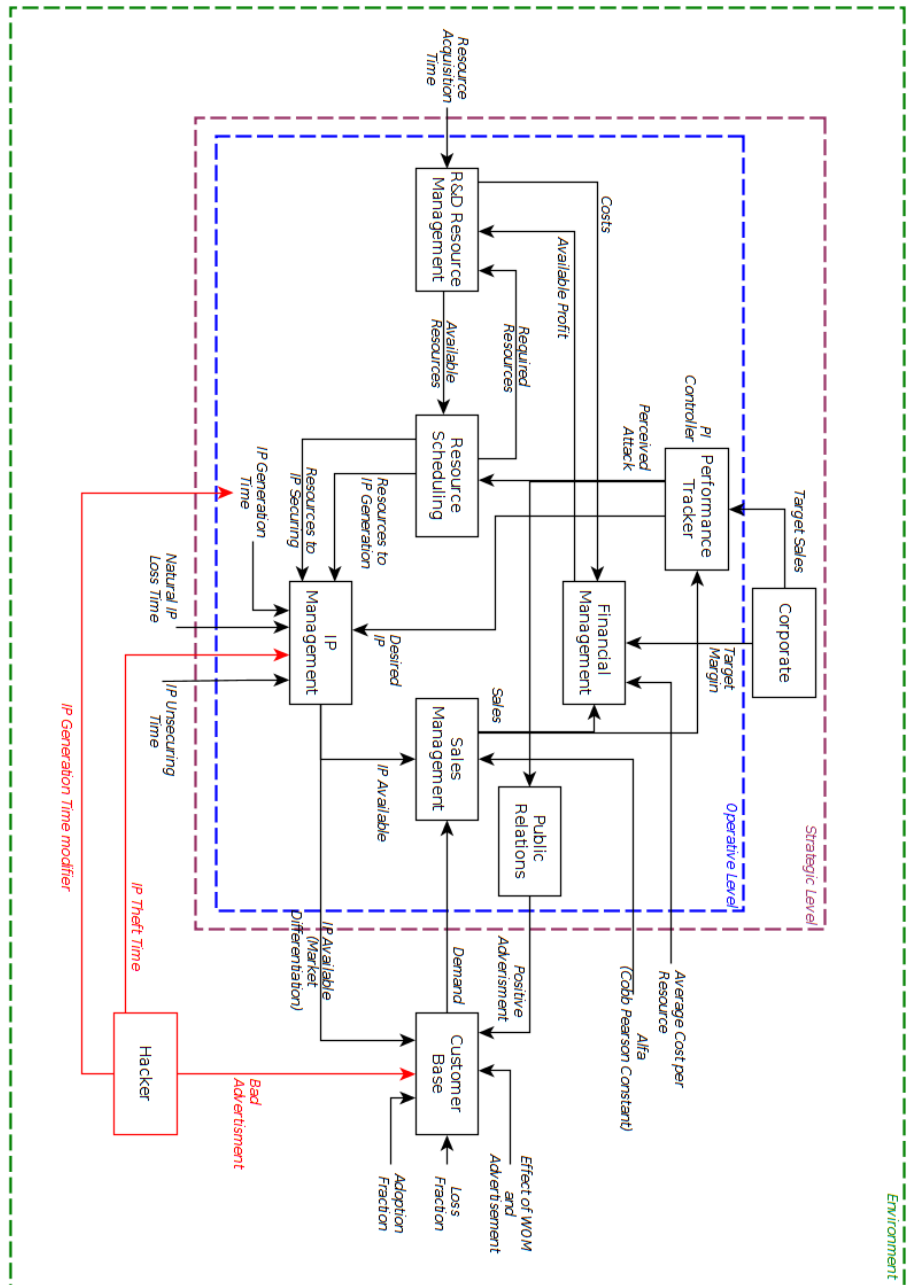 Environment
Strategic Level
Operative Level
Target Sales
Corporate
Target
Margin
PI
Controller
Performance
Tracker
Perceived
Attack
Average Cost per
Resource
Alfa
(Cobb Pearson Constant)
Costs
Financial
Management
Available Profit
Public
Relations
Positive
Adverisment
Effect of WOM
and
Advertisement
Resource
Acquisition
Time
R&D Resource
Management
Required
Resources
Available
Resources
Resource
Scheduling
Sales
Sales
Management
Demand
Customer
Base
Loss
Fraction
Adoption
Fraction
Desired
IP
IP Available
Resources to
IP Generation
Resources to
IP Securing
IP
Management
IP Available
(Market
Differentiation)
IP Generation
Time
Natural IP
Loss Time
IP Unsecuring
Time
Bad
Advertisment
IP Theft Time
Hacker
IP Generation Time modifier